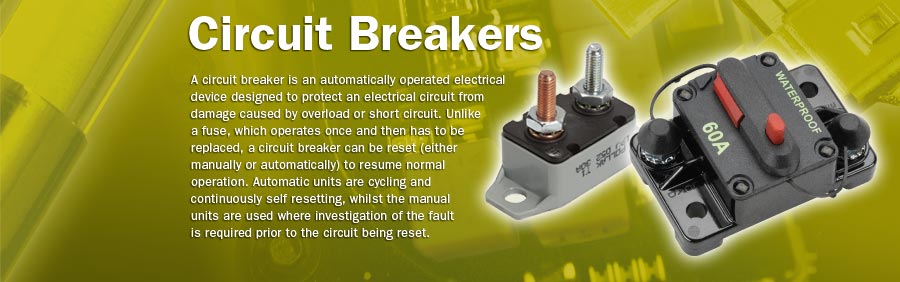 Circuit Breakers
A circuit breaker is an automatically operated electrical
device designed to protect an electrical circuit from
damage caused by overload or short circuit. Unlike
a fuse, which operates once and then has to be
replaced, a circuit breaker can be reset (either
manually or automatically) to resume normal
operation. Automatic units are cycling and
continuously self resetting, whilst the manual
units are used where investigation of the fault
is required prior to the circuit being reset.
WATERPROOF
60A
30A